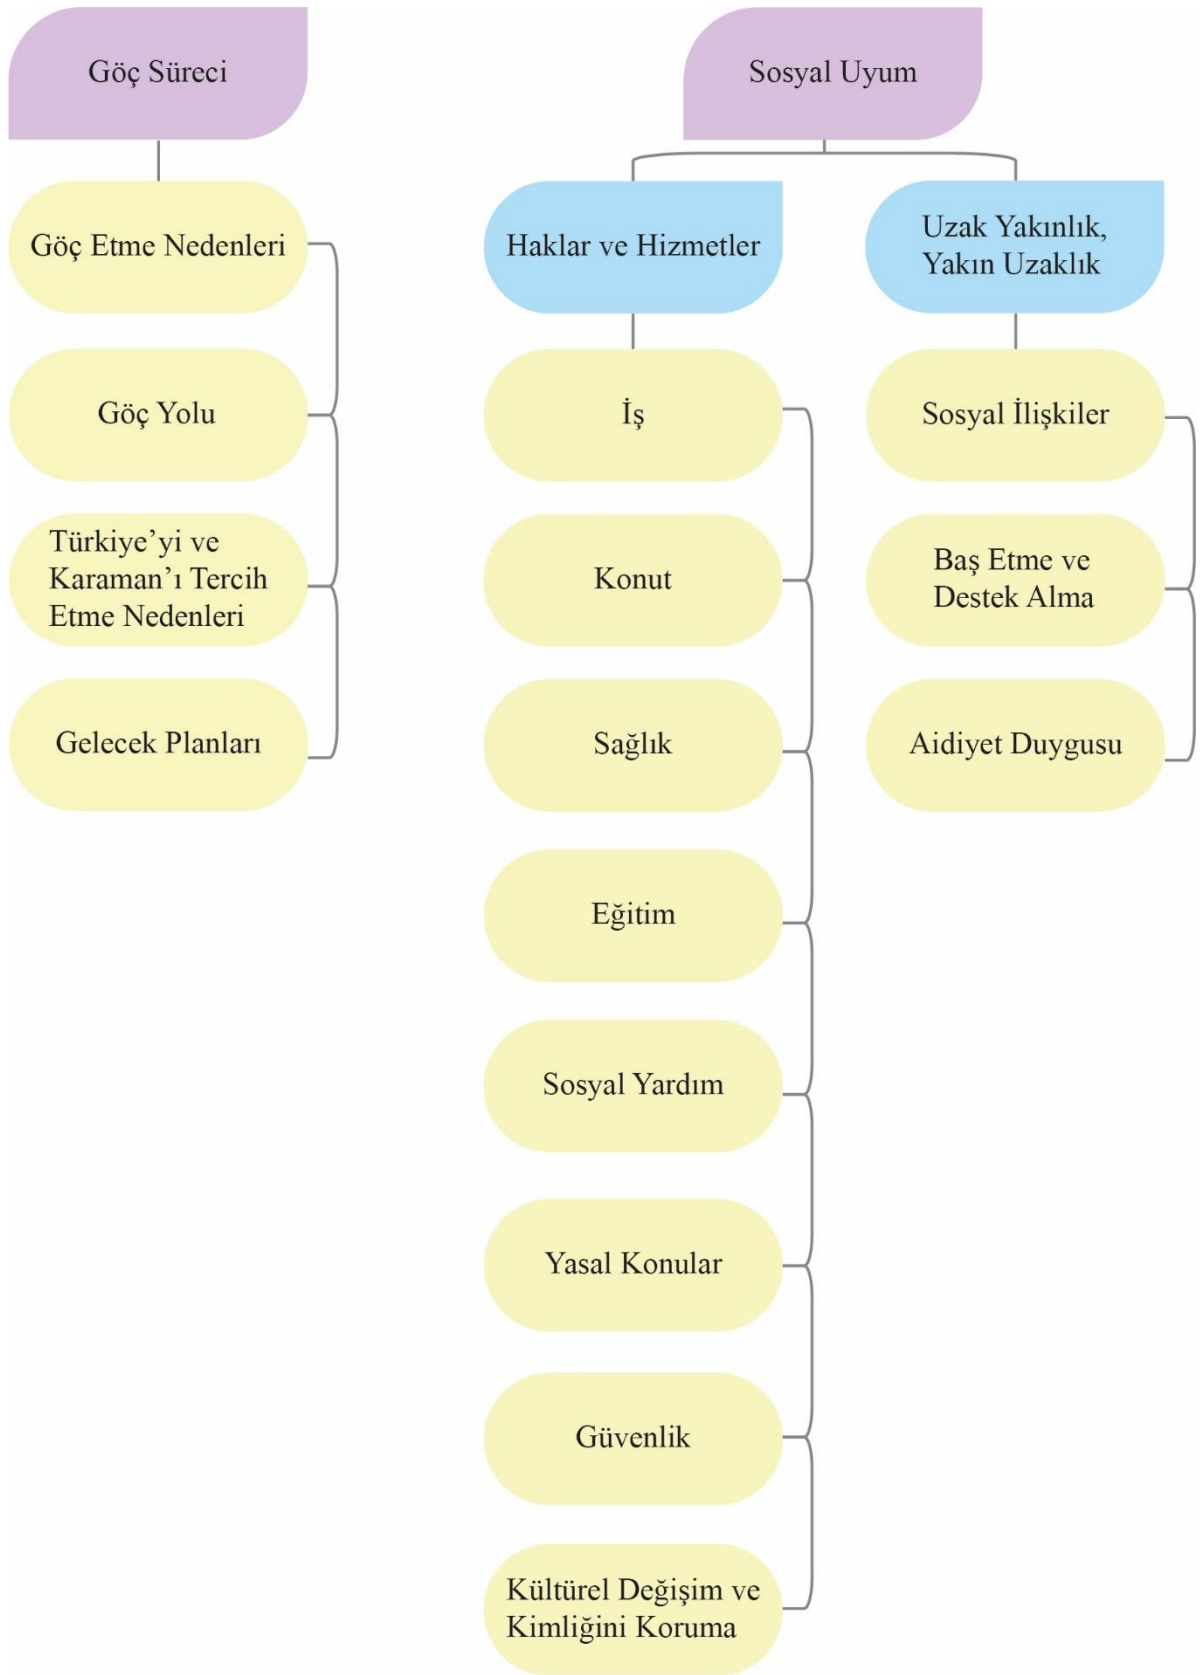 Göç Süreci
Göç Etme Nedenleri
Göç Yolu
Türkiye’yi ve
Karaman’ı Tercih
Etme Nedenleri
Gelecek Planları
Sosyal Uyum
Haklar ve Hizmetler
İş
Konut
Sağlık
Eğitim
Sosyal Yardım
Yasal Konular
Güvenlik
Kültürel Değişim ve
Kimliğini Koruma
Uzak Yakınlık,
Yakın Uzaklık
Sosyal İlişkiler
Baş Etme ve
Destek Alma
Aidiyet Duygusu